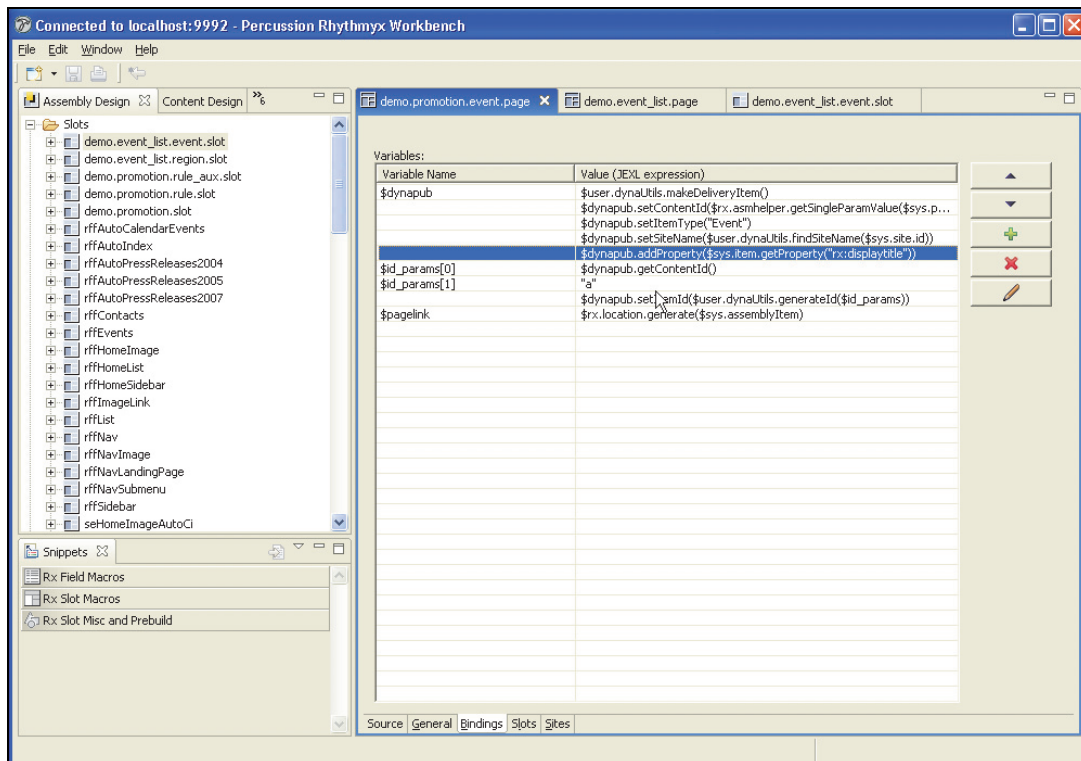 Connected to localhost:9992 - Percussion Rhythmyx Workbench
File Edit Window Help
Assembly Design Content Design »6
Slots
demo.event_list.event.slot
demo.event_list.region.slot
demo.promotion.rule_aux.slot
demo.promotion.rule.slot
demo.promotion.slot
rffAutoCalendarEvents
rffAutoIndex
rffAutoPressReleases2004
rffAutoPressReleases2005
rffAutoPressReleases2007
rffContacts
rffEvents
rffHomeImage
rffHomeList
rffHomeSidebar
rffImageLink
rffList
rffNav
rffNavImage
rffNavLandingPage
rffNavSubmenu
rffSidebar
seHomeImageAutoCi
Snippets
Rx Field Macros
Rx Slot Macros
Rx Slot Misc and Prebuild
demo.promotion.event.page demo.event_list.page demo.event_list.event.slot
Variables:
Variable Name Value (JEXL expression)
$dynapub $user.dynaUtils.makeDeliveryItem()
$dynapub.setContentId($rx.asmhelper.getSingleParamValue($sys.p...
$dynapub.setItemType("Event")
$dynapub.setSiteName($user.dynaUtils.findSiteName($sys.site.id))
$dynapub.addProperty($sys.item.getProperty("rx:displaytitle"))
$id_params[0] $dynapub.getContentId()
$id_params[1] "a"
($user.dynaUtils.generateId($id_params))
$pagelink $rx.location.generate($sys.assemblyItem)
Source General Bindings Slots Sites